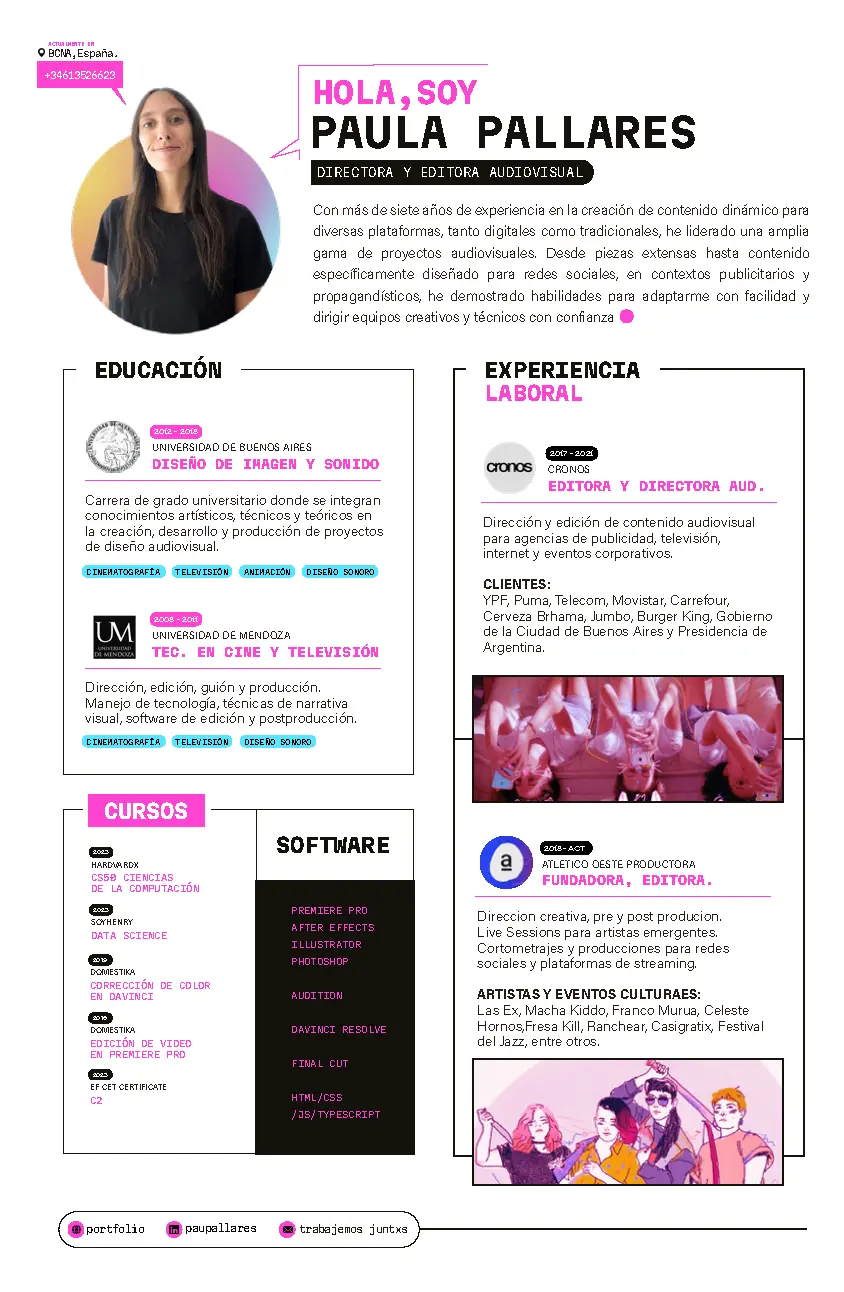 ACTUALMENTE EN
BCNA,España.
+34613526623
HOLA,SOY
PAULA PALLARES
DIRECTORA Y EDITORA AUDIOVISUAL
Con más de siete años de experiencia en la creación de contenido dinámico para
diversas plataformas, tanto digitales como tradicionales, he liderado una amplia
gama de proyectos audiovisuales. Desde piezas extensas hasta contenido
específicamente diseñado para redes sociales, en contextos publicitarios y
propagandísticos, he demostrado habilidades para adaptarme con facilidad y
dirigir equipos creativos y técnicos con confianza
EDUCACIÓN
2012 - 2018
UNIVERSIDAD DE BUENOS AIRES
DISEÑO DE IMAGEN Y SONIDO
Carrera de grado universitario donde se integran
conocimientos artísticos, técnicos y teóricos en
la creación, desarrollo y producción de proyectos
de diseño audiovisual.
CINEMATOGRAFÍA TELEVISIÓN ANIMACIÓN DISEÑO SONORO
UM
UNIVERSIDAD
DE MENDOZA
2008 - 2011
UNIVERSIDAD DE MENDOZA
TEC. EN CINE Y TELEVISIÓN
Dirección, edición, guión y producción.
Manejo de tecnología, técnicas de narrativa
visual, software de edición y postproducción.
CINEMATOGRAFÍA TELEVISIÓN DISEÑO SONORO
CURSOS
2023
HARDVARDX
CS50 CIENCIAS
DE LA COMPUTACIÓN
2023
SOYHENRY
DATA SCIENCE
2019
DOMESTIKA
CORRECCIÓN DE COLOR
EN DAVINCI
2016
DOMESTIKA
EDICIÓN DE VIDEO
EN PREMIERE PRO
2023
EF CET CERTIFICATE
C2
SOFTWARE
PREMIERE PRO
AFTER EFFECTS
ILLUSTRATOR
PHOTOSHOP
AUDITION
DAVINCI RESOLVE
FINAL CUT
HTML/CSS
/JS/TYPESCRIPT
EXPERIENCIA
LABORAL
cronos
2017 - 2021
CRONOS
EDITORA Y DIRECTORA AUD.
Dirección y edición de contenido audiovisual
para agencias de publicidad, televisión,
internet y eventos corporativos.
CLIENTES:
YPF, Puma, Telecom, Movistar, Carrefour,
Cerveza Brhama, Jumbo, Burger King, Gobierno
de la Ciudad de Buenos Aires y Presidencia de
Argentina.
a
2018- ACT
ATLETICO OESTE PRODUCTORA
FUNDADORA, EDITORA.
Direccion creativa, pre y post producion.
Live Sessions para artistas emergentes.
Cortometrajes y producciones para redes
sociales y plataformas de streaming.
ARTISTAS Y EVENTOS CULTURAES:
Las Ex, Macha Kiddo, Franco Murua, Celeste
Hornos,Fresa Kill, Ranchear, Casigratix, Festival
del Jazz, entre otros.
portfolio paupallares trabajemos juntxs